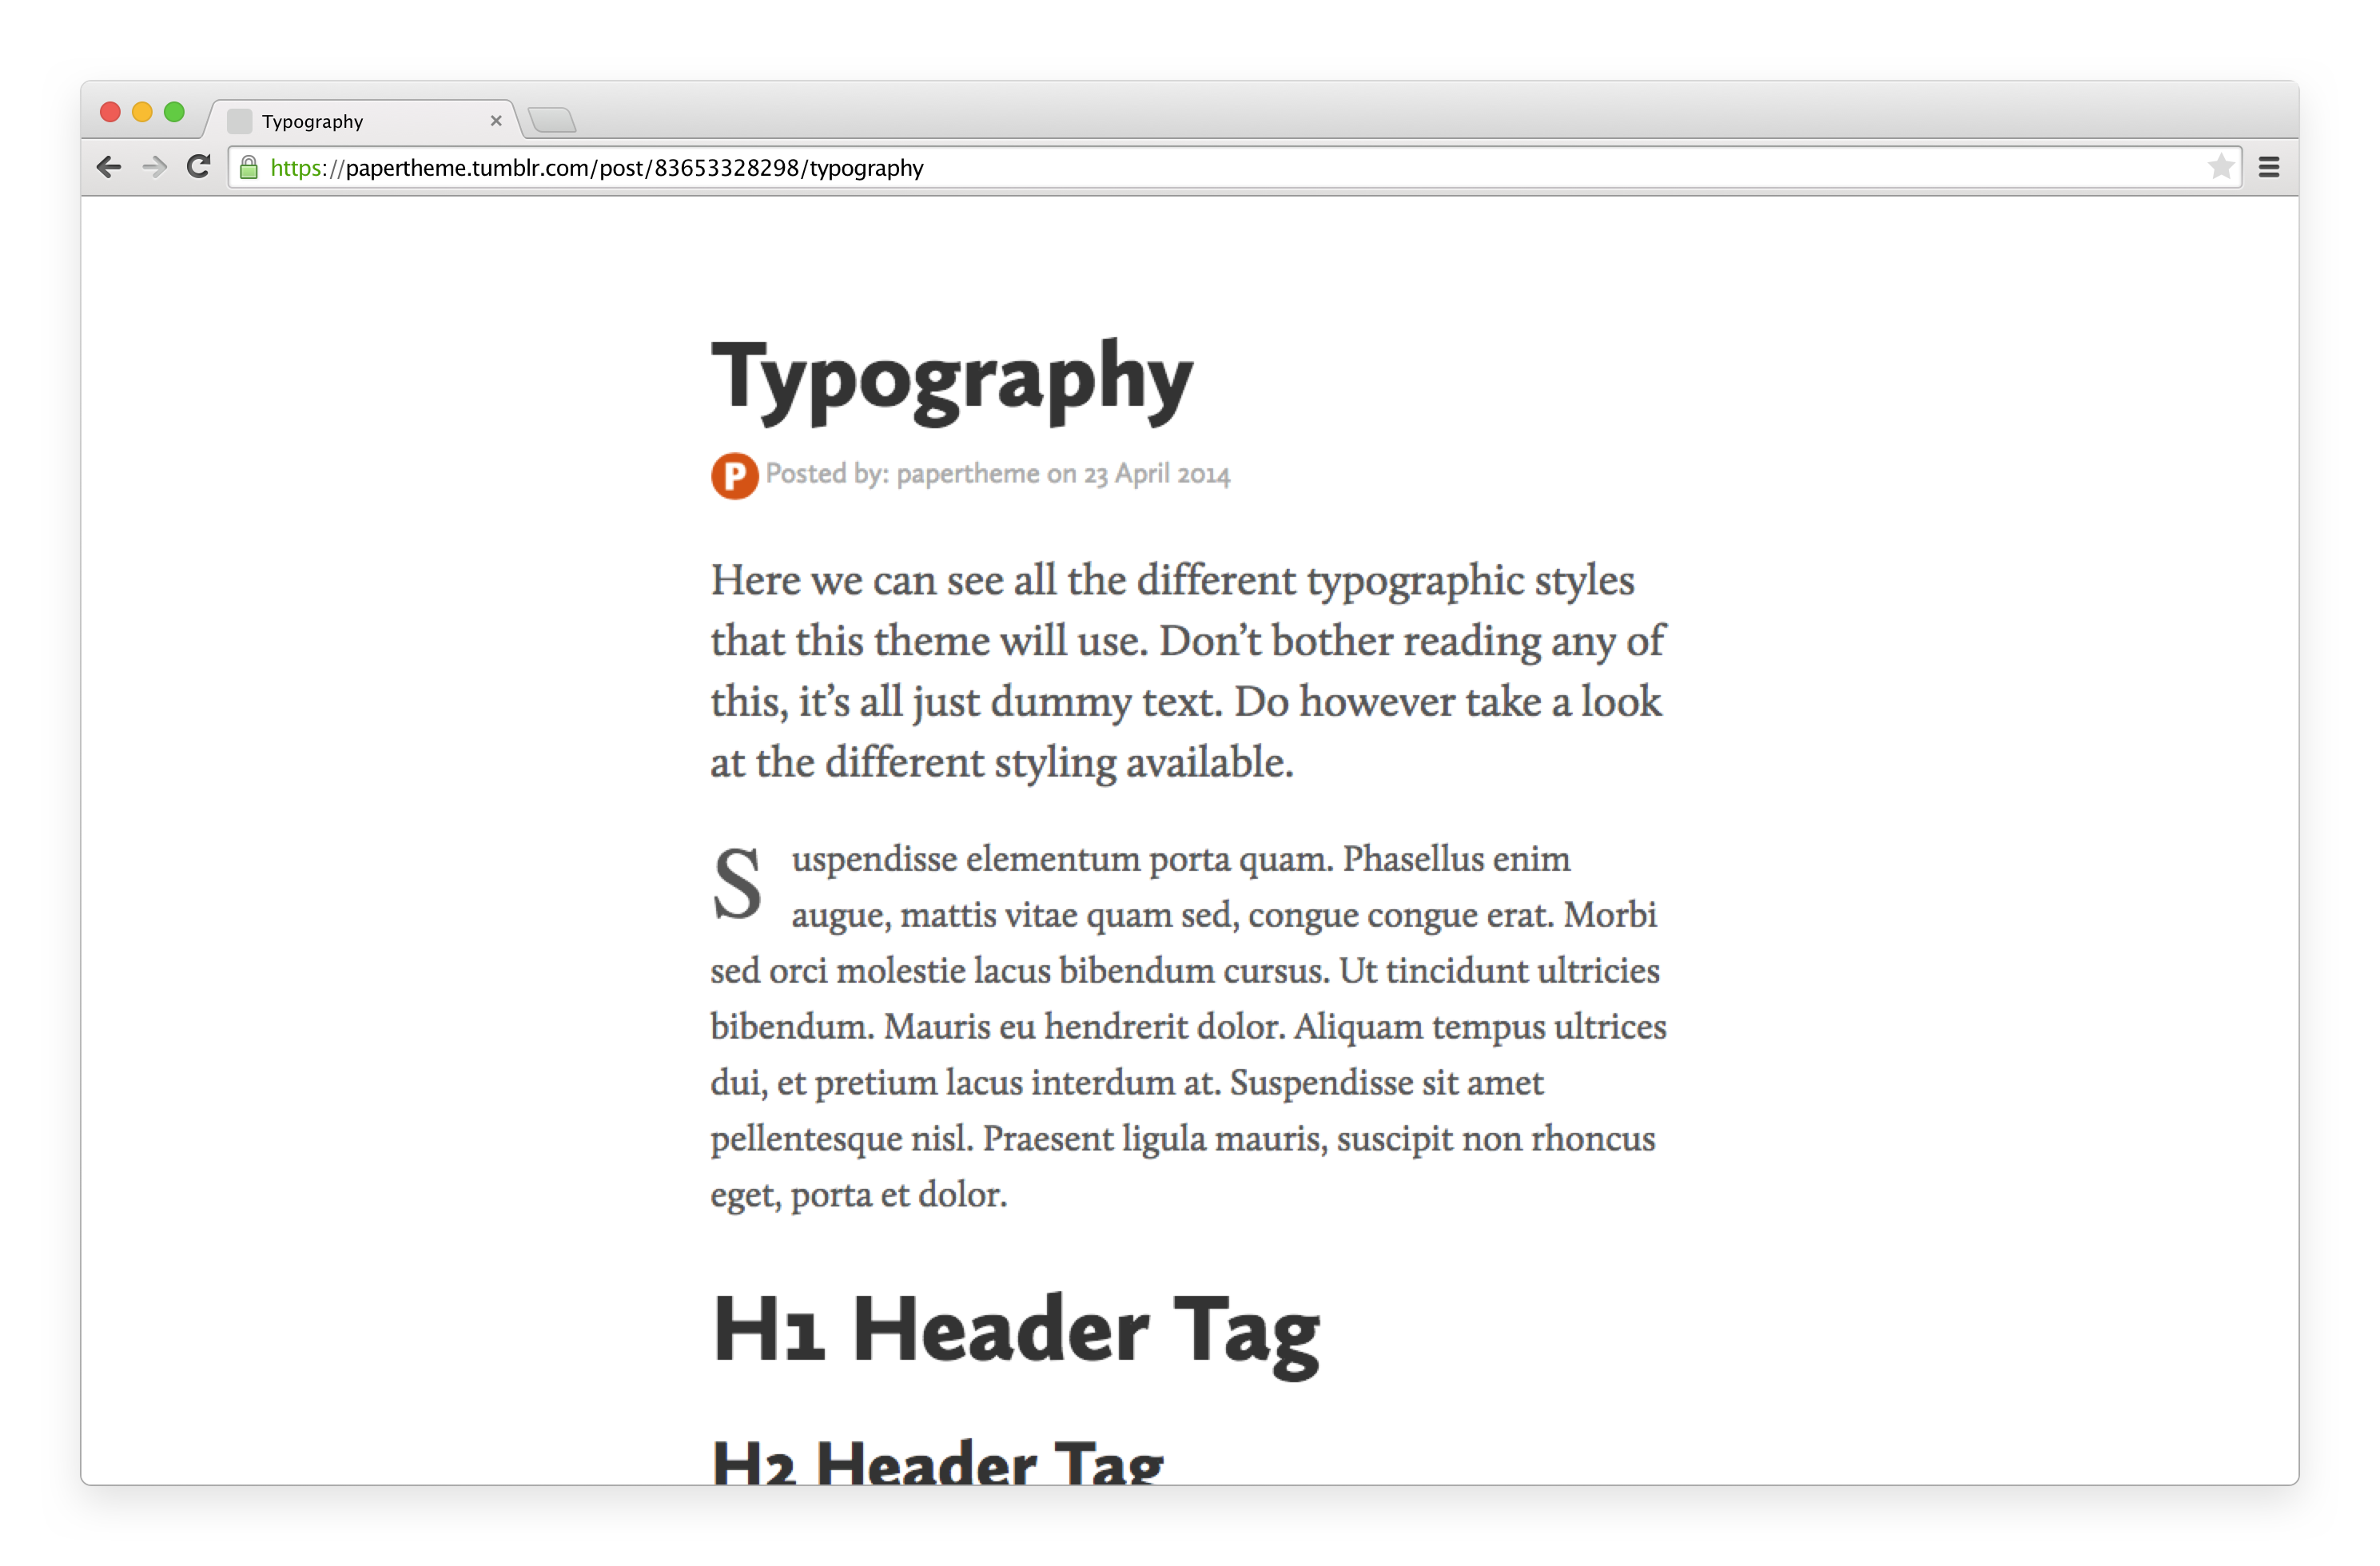 Typography
https://papertheme.tumblr.com/post/83653328298/typography
Typography
P Posted by: papertheme on 23 April 2014
Here we can see all the different typographic styles
that this theme will use. Don’t bother reading any of
this, it’s all just dummy text. Do however take a look
at the different styling available.
Suspendisse elementum porta quam. Phasellus enim
augue, mattis vitae quam sed, congue congue erat. Morbi
sed orci molestie lacus bibendum cursus. Ut tincidunt ultricies
bibendum. Mauris eu hendrerit dolor. Aliquam tempus ultrices
dui, et pretium lacus interdum at. Suspendisse sit amet
pellentesque nisl. Praesent ligula mauris, suscipit non rhoncus
eget, porta et dolor.
H1 Header Tag
H2 Header Tag